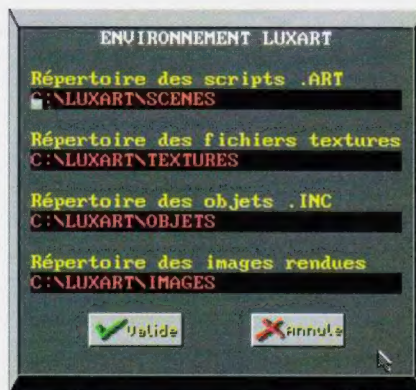 ENVIRONNEMENT LUXART
Répertoire des scripts .ART
C:\LUXART\SCENES
Répertoire des fichiers textures
C:\LUXART\TEXTURES
Répertoire des objets .INC
C:\LUXART\OBJETS
Répertoire des images rendues
C:\LUXART\IMAGES
Valide Annule